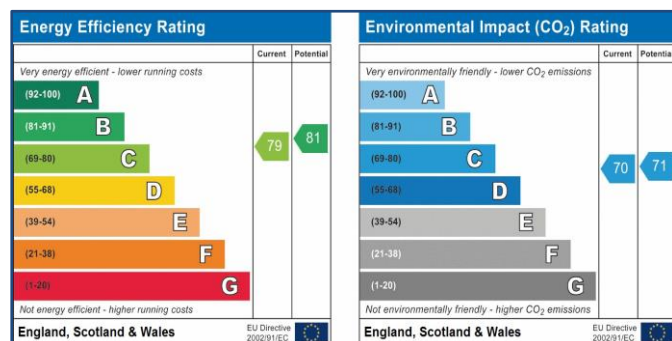 Energy Efficiency Rating
Current Potential
Very energy efficient - lower running costs
(92-100) A
(81-91) B
(69-80) C
(55-68) D
(39-54) E
(21-38) F
(1-20) G
79
81
Not energy efficient - higher running costs
England, Scotland & Wales
EU Directive
2002/91/EC
Environmental Impact (CO₂) Rating
Current Potential
Very environmentally friendly - lower CO₂ emissions
(92-100) A
(81-91) B
(69-80) C
(55-68) D
(39-54) E
(21-38) F
(1-20) G
70
71
Not environmentally friendly - higher CO₂ emissions
England, Scotland & Wales
EU Directive
2002/91/EC